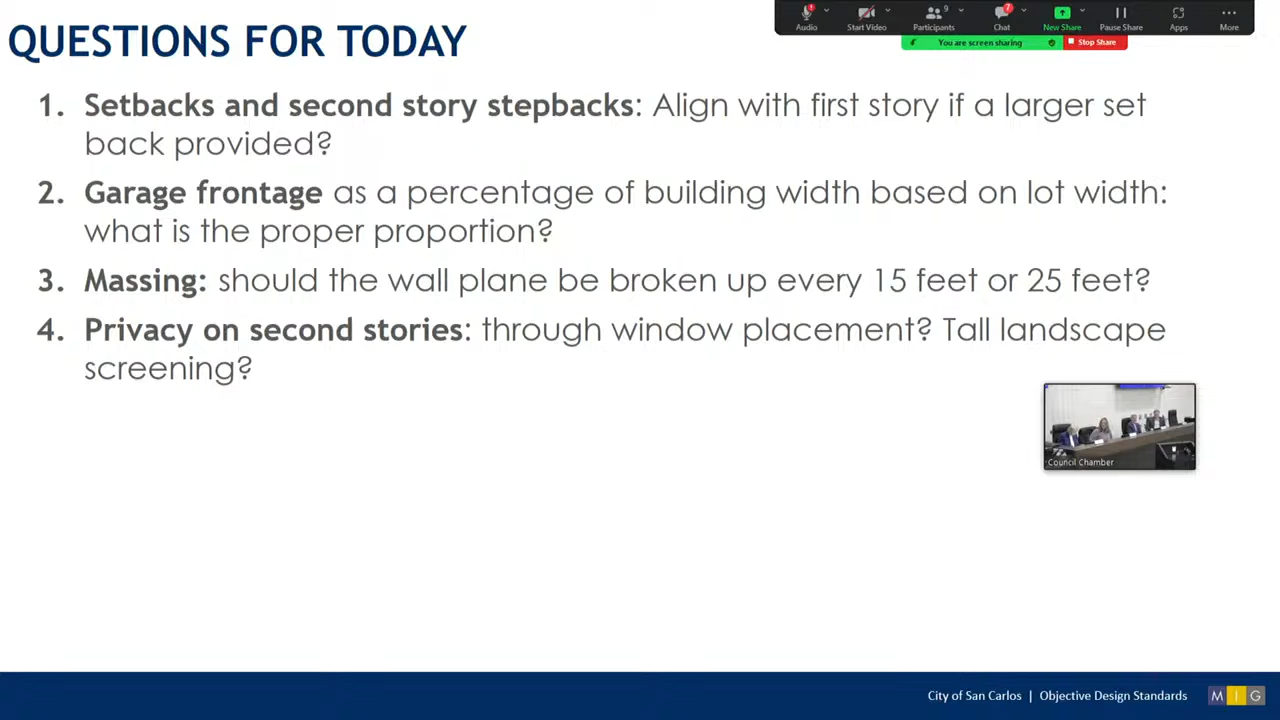 QUESTIONS FOR TODAY
Audio
Start Video
9
Participants
7
Chat
New Share
Pause Share
Apps
More
You are screen sharing
Stop Share
1. Setbacks and second story stepbacks: Align with first story if a larger set
back provided?
2. Garage frontage as a percentage of building width based on lot width:
what is the proper proportion?
3. Massing: should the wall plane be broken up every 15 feet or 25 feet?
4. Privacy on second stories: through window placement? Tall landscape
screening?
Council Chamber
City of San Carlos | Objective Design Standards
M I G